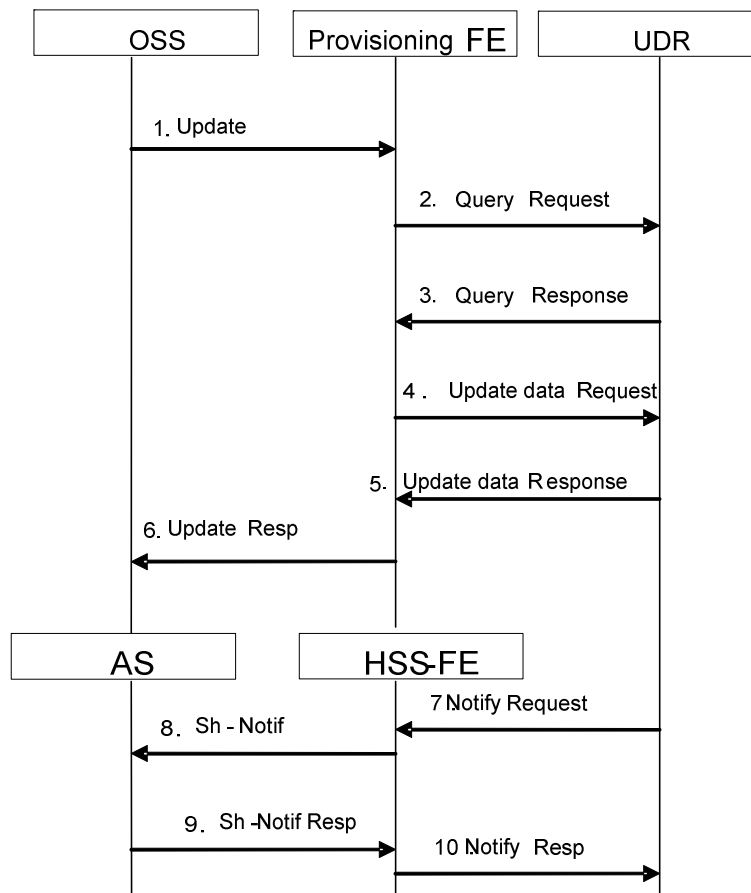 OSS
Provisioning FE
UDR
1. Update
2. Query Request
3. Query Response
4. Update data Request
5. Update data Response
6. Update Resp
AS
HSS-FE
7 Notify Request
8. Sh-Notif
9. Sh-Notif Resp
10 Notify Resp